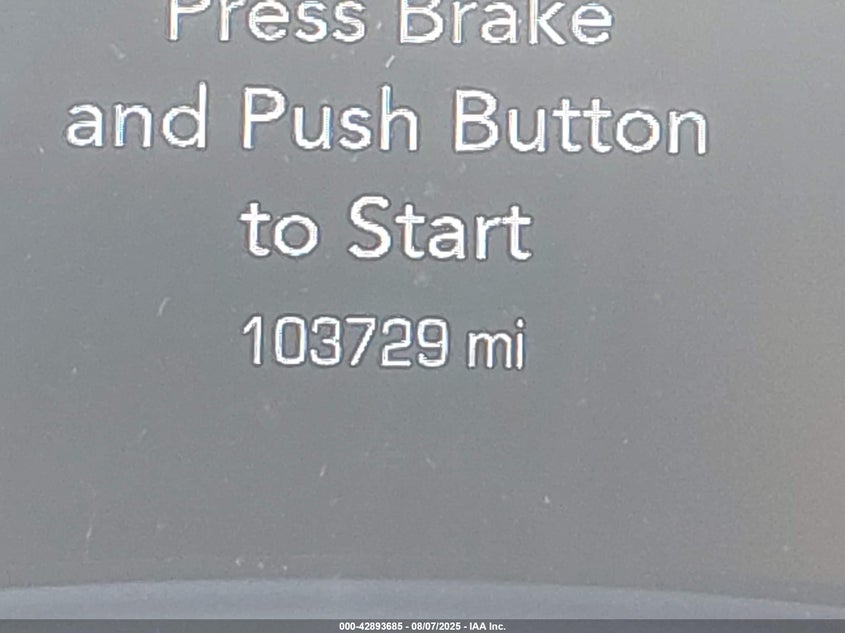 Press Brake
and Push Button
to Start
103729 mi
000-42893685 - 08/07/2025 - IAA Inc.